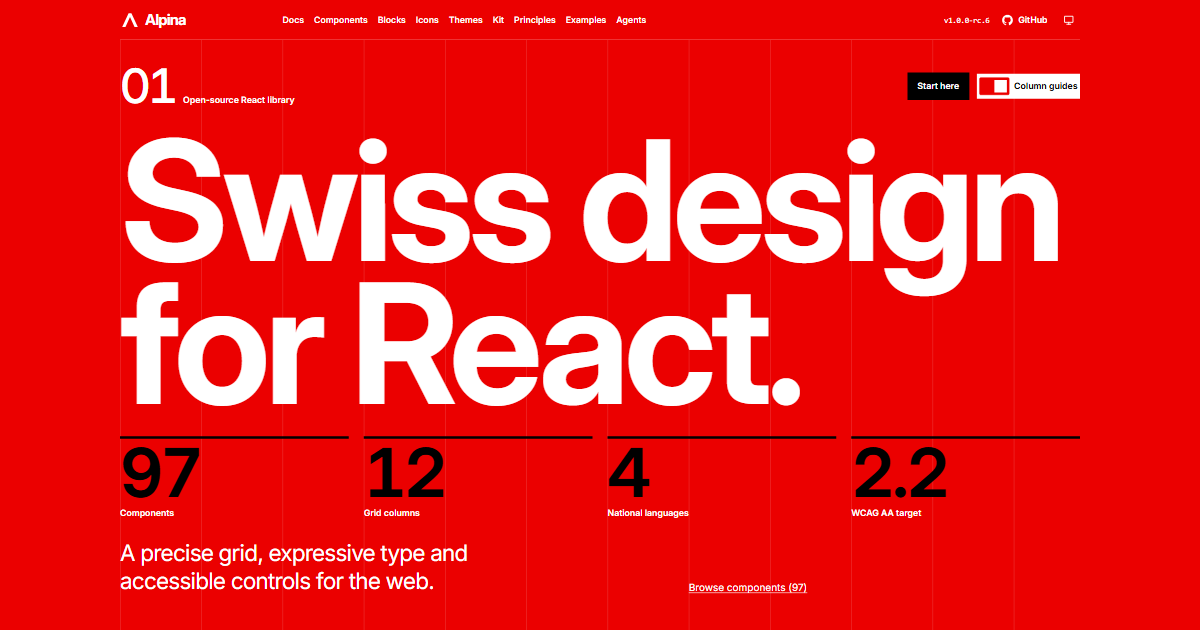 Alpina
Docs Components Blocks Icons Themes Kit Principles Examples Agents
v1.0.0-rc.6 GitHub
01 Open-source React library
Start here
Column guides
Swiss design
for React.
97
Components
12
Grid columns
4
National languages
2.2
WCAG AA target
A precise grid, expressive type and
accessible controls for the web.
Browse components (97)